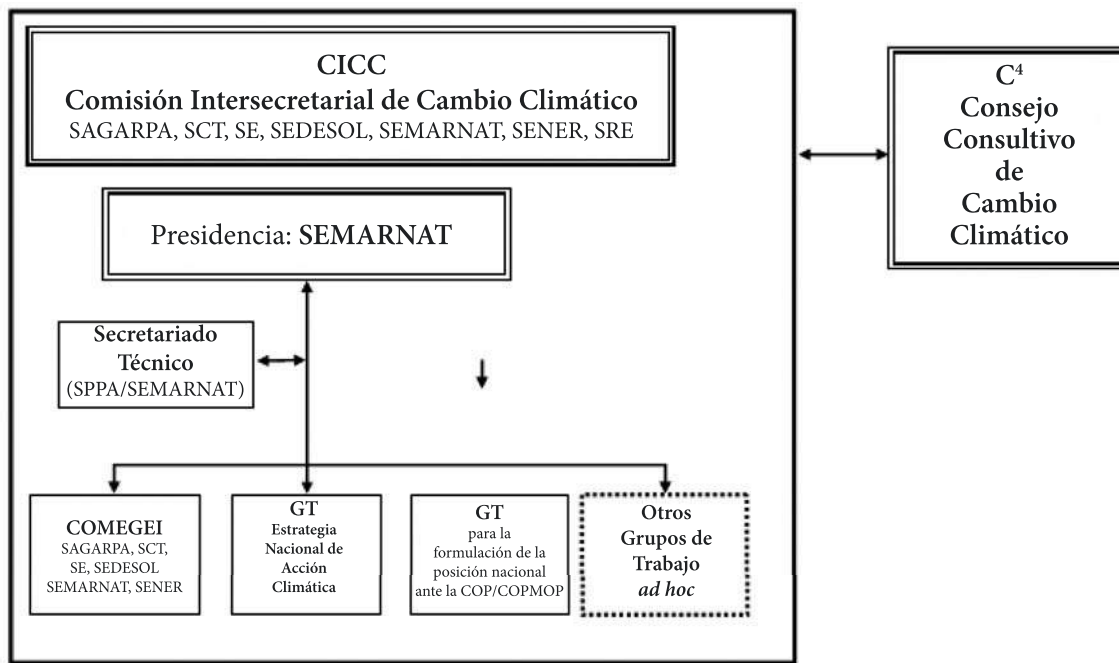 CICC
Comisión Intersecretarial de Cambio Climático
SAGARPA, SCT, SE, SEDESOL, SEMARNAT, SENER, SRE
C⁴
Consejo
Consultivo
de
Cambio
Climático
Presidencia: SEMARNAT
Secretariado
Técnico
(SPPA/SEMARNAT)
COMEGEI
SAGARPA, SCT,
SE, SEDESOL
SEMARNAT, SENER
GT
Estrategia
Nacional de
Acción
Climática
GT
para la
formulación de la
posición nacional
ante la COP/COPMOP
Otros
Grupos de
Trabajo
ad hoc